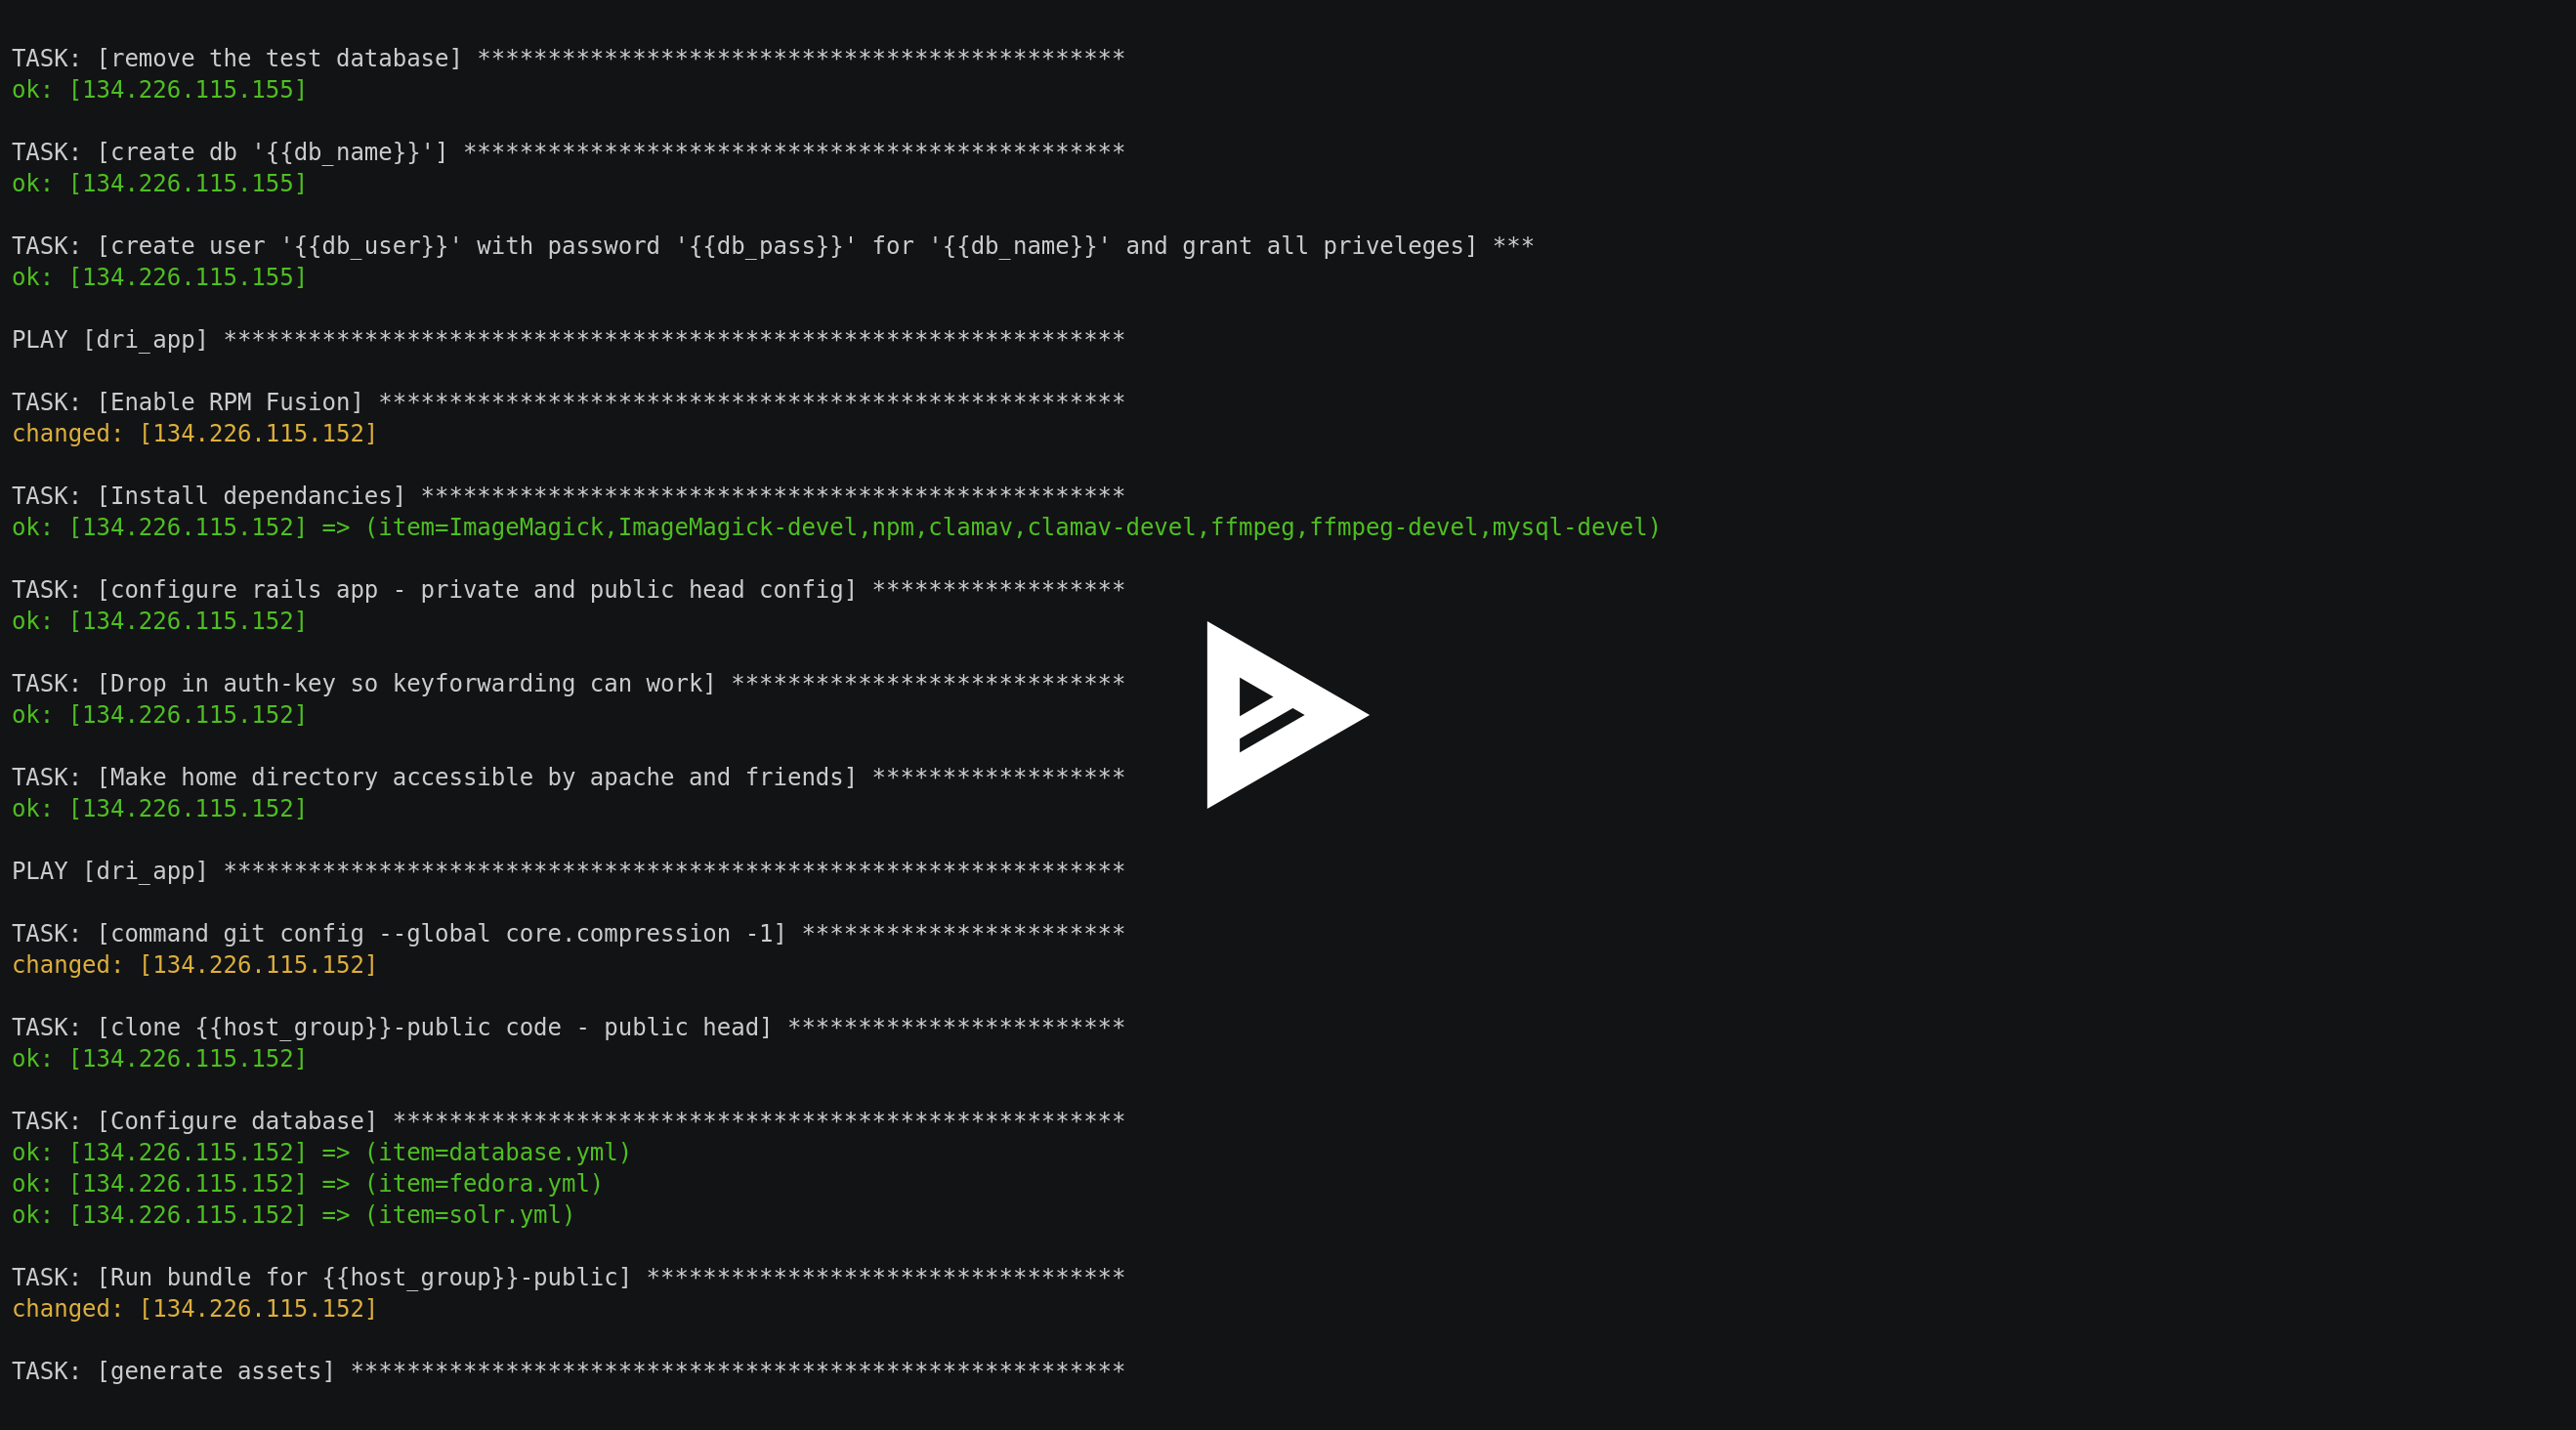 TASK: [remove the test database] **********************************************
ok: [134.226.115.155]
TASK: [create db '{{db_name}}'] ***********************************************
ok: [134.226.115.155]
TASK: [create user '{{db_user}}' with password '{{db_pass}}' for '{{db_name}}' and grant all priveleges] ***
ok: [134.226.115.155]
PLAY [dri_app] ****************************************************************
TASK: [Enable RPM Fusion] *****************************************************
changed: [134.226.115.152]
TASK: [Install dependancies] **************************************************
ok: [134.226.115.152] => (item=ImageMagick,ImageMagick-devel,npm,clamav,clamav-devel,ffmpeg,ffmpeg-devel,mysql-devel)
TASK: [configure rails app - private and public head config] ******************
ok: [134.226.115.152]
TASK: [Drop in auth-key so keyforwarding can work] ****************************
ok: [134.226.115.152]
TASK: [Make home directory accessible by apache and friends] ******************
ok: [134.226.115.152]
PLAY [dri_app] ****************************************************************
TASK: [command git config --global core.compression -1] ***********************
changed: [134.226.115.152]
TASK: [clone {{host_group}}-public code - public head] ************************
ok: [134.226.115.152]
TASK: [Configure database] ****************************************************
ok: [134.226.115.152] => (item=database.yml)
ok: [134.226.115.152] => (item=fedora.yml)
ok: [134.226.115.152] => (item=solr.yml)
TASK: [Run bundle for {{host_group}}-public] **********************************
changed: [134.226.115.152]
TASK: [generate assets] *******************************************************